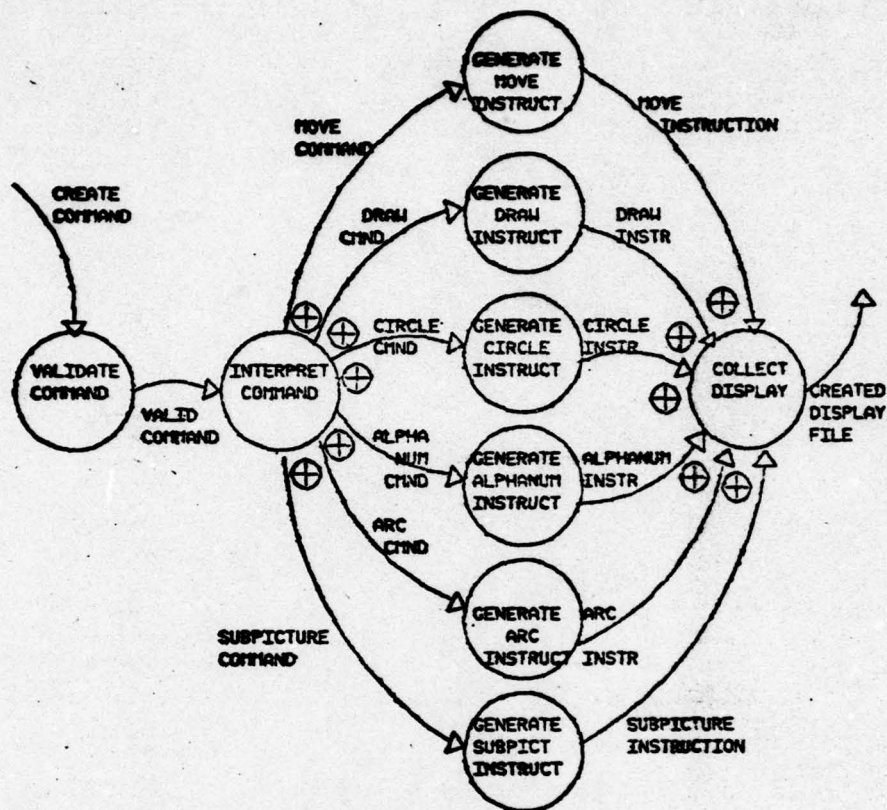 GENERATE
MOVE
INSTRUCT
MOVE
COMMAND
MOVE
INSTRUCTION
CREATE
COMMAND
DRAW
CMND
GENERATE
DRAW
INSTRUCT
DRAW
INSTR
VALIDATE
COMMAND
VALID
COMMAND
INTERPRET
COMMAND
CIRCLE
CMND
GENERATE
CIRCLE
INSTRUCT
CIRCLE
INSTR
COLLECT
DISPLAY
CREATED
DISPLAY
FILE
ALPHA
NUM
CMND
GENERATE
ALPHANUM
INSTRUCT
ALPHANUM
INSTR
ARC
CMND
GENERATE
ARC
INSTRUCT
ARC
INSTR
SUBPICTURE
COMMAND
GENERATE
SUBPICT
INSTRUCT
SUBPICTURE
INSTRUCTION